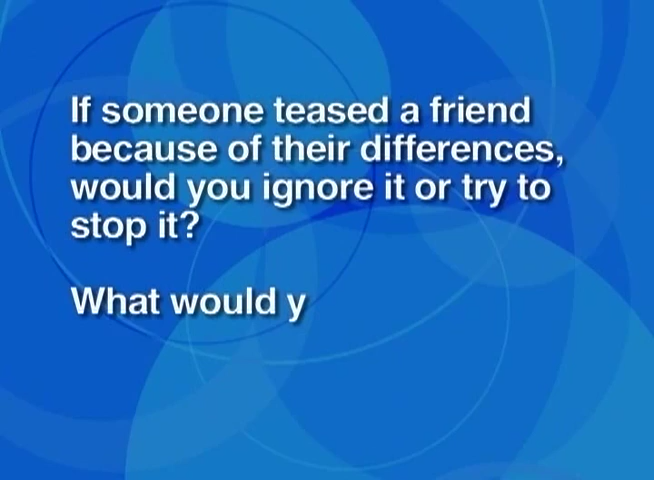 If someone teased a friend
because of their differences,
would you ignore it or try to
stop it?
What would y